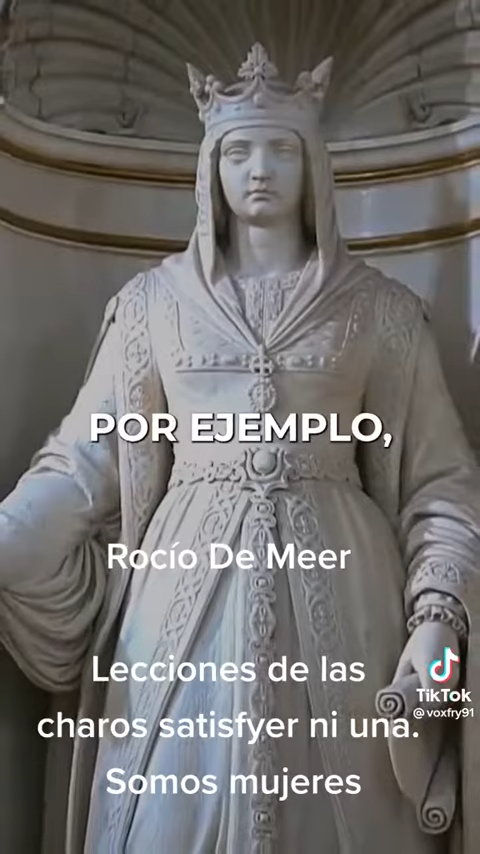 POR EJEMPLO,
Rocío De Meer
Lecciones de las
charos satisfyer ni una.
Somos mujeres
TikTok
@voxfry91